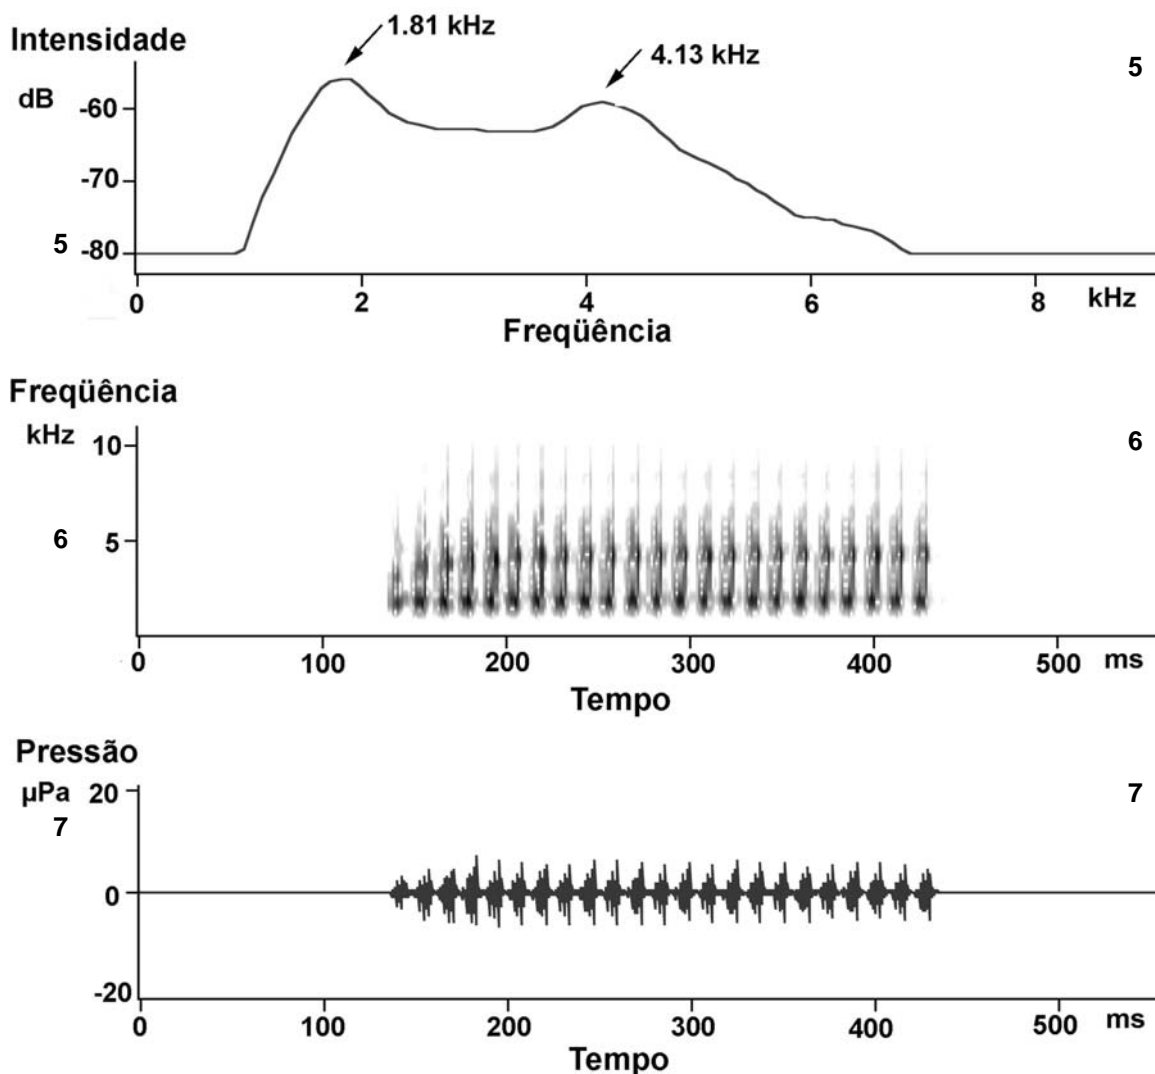 1.81 kHz
Intensidade
4.13 kHz
5
dB
-60
-70
5
-80
0 2 4 6 8 kHz
Freqüência
Freqüência
kHz
10
6
6
5
0 100 200 300 400 500 ms
Tempo
Pressão
µPa
20
7
7
0
-20
0 100 200 300 400 500 ms
Tempo